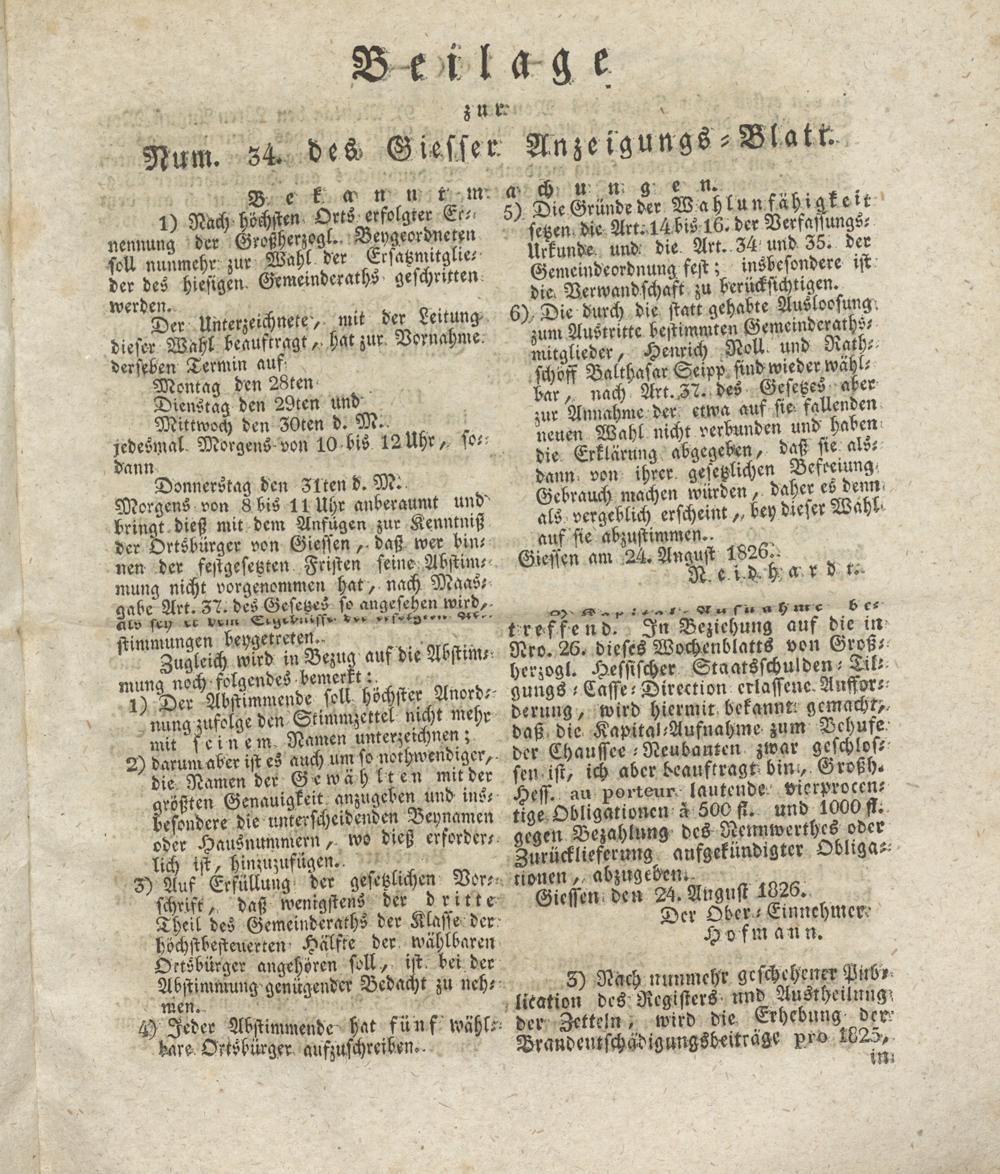 Beilage
zur
Num. 34. des Giesser Anzeigungs-Blatt.
Bekanntmachungen.
1) Nach höchsten Orts erfolgter Er-
nennung der Großherzogl. Beygeordneten
soll nunmehr zur Wahl der Ersatzmitglie-
der des hiesigen Gemeinderaths geschritten
werden.
Der Unterzeichnete, mit der Leitung
dieser Wahl beauftragt, hat zur Vornahme
derselben Termin auf
Montag den 28ten
Dienstag den 29ten und
Mittwoch den 30ten d. M.
jedesmal Morgens von 10 bis 12 Uhr, so-
dann
Donnerstag den 31ten d. M.
Morgens von 8 bis 11 Uhr anberaumt und
bringt dieß mit dem Anfügen zur Kenntniß
der Ortsbürger von Giessen, daß wer bin-
nen der festgesetzten Fristen seine Abstim-
mung nicht vorgenommen hat, nach Maas-
gabe Art. 37. des Gesetzes so angesehen wird,
als sey er dem Ergebnisse der erfolgten Ab-
stimmungen beygetreten.
Zugleich wird in Bezug auf die Abstim-
mung noch folgendes bemerkt:
1) Der Abstimmende soll höchster Anord-
nung zufolge den Stimmzettel nicht mehr
mit seinem Namen unterzeichnen;
2) darum aber ist es auch um so nothwendiger,
die Namen der Gewählten mit der
größten Genauigkeit anzugeben und ins-
besondere die unterscheidenden Beynamen
oder Hausnummern, wo dieß erforder-
lich ist, hinzuzufügen.
3) Auf Erfüllung der gesetzlichen Vor-
schrift, daß wenigstens der dritte
Theil des Gemeinderaths der Klasse der
höchstbesteuerten Hälfte der wählbaren
Ortsbürger angehören soll, ist bei der
Abstimmung genügender Bedacht zu neh-
men.
4) Jeder Abstimmende hat fünf wähl-
bare Ortsbürger aufzuschreiben.
5) Die Gründe der Wahlunfähigkeit
setzen die Art. 14 bis 16. der Verfassungs-
Urkunde und die Art. 34 und 35. der
Gemeindeordnung fest; insbesondere ist
die Verwandschaft zu berücksichtigen.
6) Die durch die statt gehabte Ausloosung
zum Austritte bestimmten Gemeinderaths-
mitglieder, Henrich Noll und Rath-
schöff Balthasar Seipp sind wieder wähl-
bar, nach Art. 37. des Gesetzes aber
zur Annahme der etwa auf sie fallenden
neuen Wahl nicht verbunden und haben
die Erklärung abgegeben, daß sie als-
dann von ihrer gesetzlichen Befreiung
Gebrauch machen würden, daher es denn
als vergeblich erscheint, bey dieser Wahl
auf sie abzustimmen.
Giessen am 24. August 1826.
Neidhardt.
Kapital-Aufnahme be-
treffend. In Beziehung auf die in
Nro. 26. dieses Wochenblatts von Groß-
herzogl. Hessischer Staatsschulden-Til-
gungs-Casse-Direction erlassene Auffor-
derung, wird hiermit bekannt gemacht,
daß die Kapital-Aufnahme zum Behufe
der Chaussee-Neubauten zwar geschlos-
sen ist, ich aber beauftragt bin, Großh.
Hess. au porteur lautende vierprocen-
tige Obligationen à 500 fl. und 1000 fl.
gegen Bezahlung des Nennwerthes oder
Zurücklieferung aufgekündigter Obliga-
tionen, abzugeben.
Giessen den 24. August 1826.
Der Ober-Einnehmer
Hofmann.
3) Nach nunmehr geschehener Pub-
lication des Registers und Austheilung
der Zetteln, wird die Erhebung der
Brandentschädigungsbeiträge pro 1825,
im